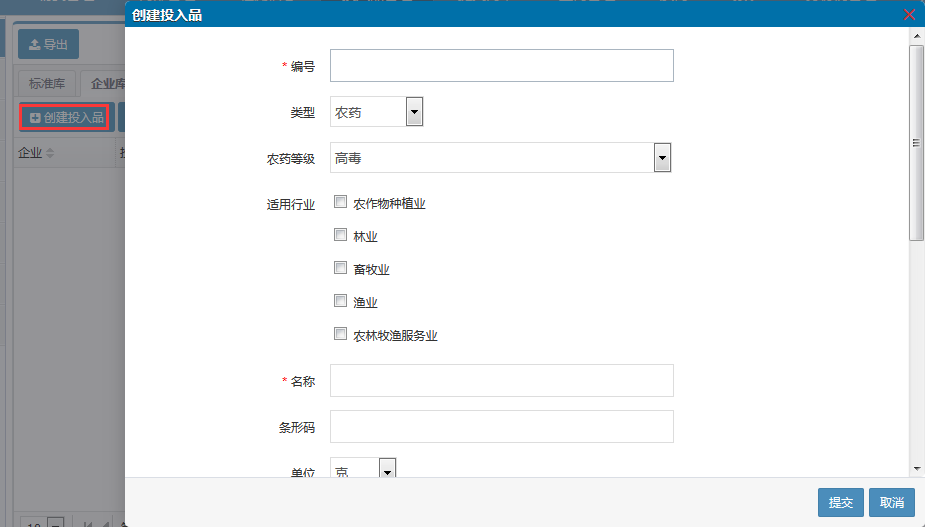 创建投入品
导出
标准库
企业库
创建投入品
企业
* 编号
类型
农药
农药等级
高毒
适用行业
农作物种植业
林业
畜牧业
渔业
农林牧渔服务业
* 名称
条形码
单位
克
提交
取消
10